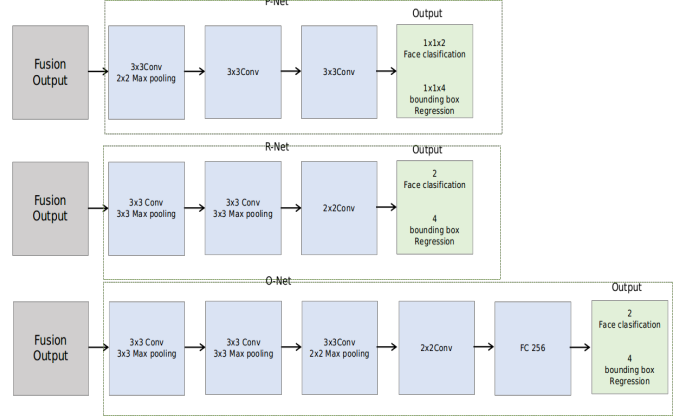 P-Net
Output
Fusion
Output
3x3Conv
2x2 Max pooling
3x3Conv
3x3Conv
1x1x2
Face clasification
1x1x4
bounding box
Regression
R-Net
Output
Fusion
Output
3x3 Conv
3x3 Max pooling
3x3 Conv
3x3 Max pooling
2x2Conv
2
Face clasification
4
bounding box
Regression
O-Net
Output
Fusion
Output
3x3 Conv
3x3 Max pooling
3x3 Conv
3x3 Max pooling
3x3Conv
2x2 Max pooling
2x2Conv
FC 256
2
Face clasification
4
bounding box
Regression